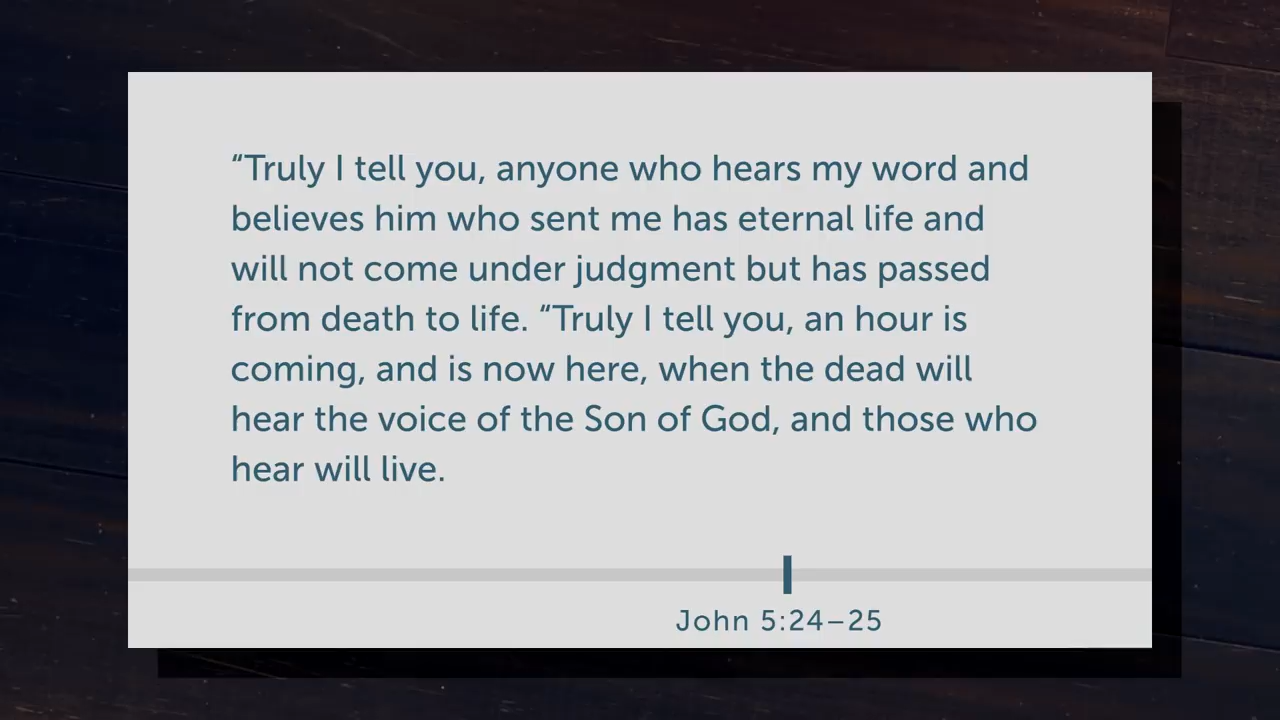 “Truly I tell you, anyone who hears my word and
believes him who sent me has eternal life and
will not come under judgment but has passed
from death to life. “Truly I tell you, an hour is
coming, and is now here, when the dead will
hear the voice of the Son of God, and those who
hear will live.
John 5:24–25